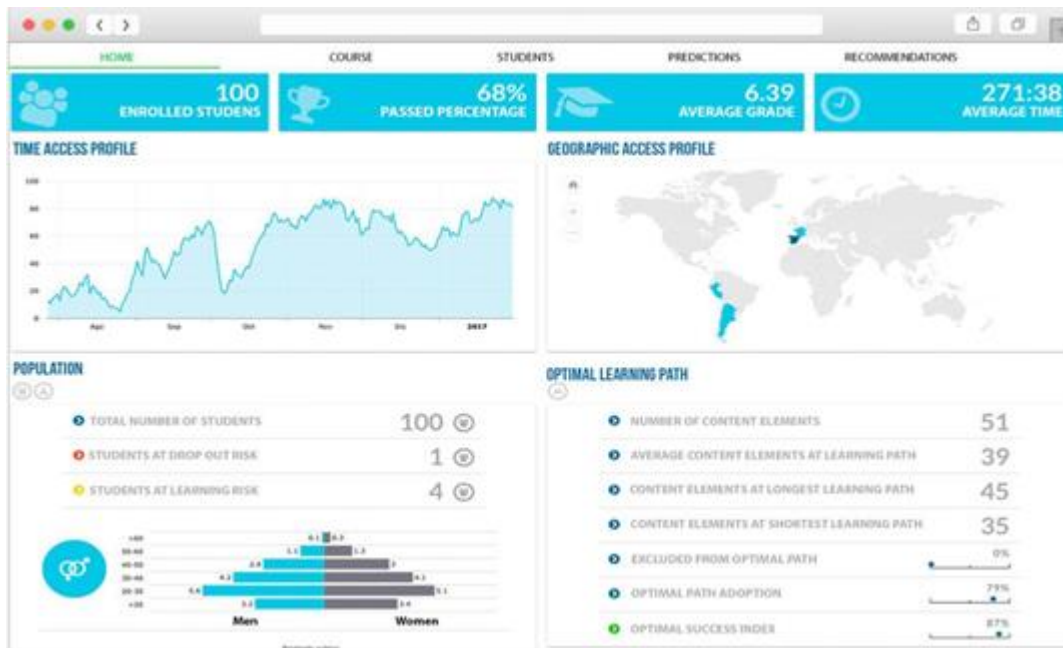 HOME COURSE STUDENTS PREDICTIONS RECOMMENDATIONS
100
ENROLLED STUDENS
68%
PASSED PERCENTAGE
6.39
AVERAGE GRADE
271:38
AVERAGE TIME
TIME ACCESS PROFILE
100
80
60
40
20
0
Sep Oct Nov 2017
GEOGRAPHIC ACCESS PROFILE
POPULATION
TOTAL NUMBER OF STUDENTS 100
STUDENTS AT DROP OUT RISK 1
STUDENTS AT LEARNING RISK 4
Men Women
OPTIMAL LEARNING PATH
NUMBER OF CONTENT ELEMENTS 51
AVERAGE CONTENT ELEMENTS AT LEARNING PATH 39
CONTENT ELEMENTS AT LONGEST LEARNING PATH 45
CONTENT ELEMENTS AT SHORTEST LEARNING PATH 35
EXCLUDED FROM OPTIMAL PATH 0%
OPTIMAL PATH ADOPTION 79%
OPTIMAL SUCCESS INDEX 87%